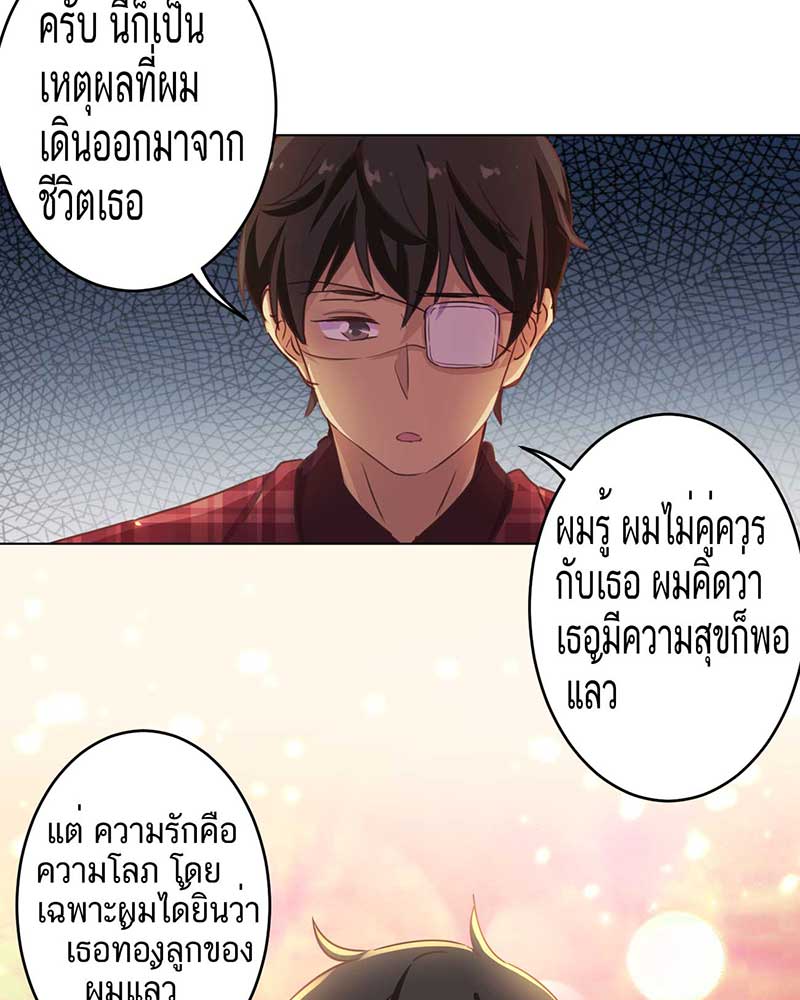 ครับ นี่ก็เป็น
เหตุผลที่ผม
เดินออกมาจาก
ชีวิตเธอ
ผมรู้ ผมไม่คู่ควร
กับเธอ ผมคิดว่า
เธอมีความสุขก็พอ
แล้ว
แต่ ความรักคือ
ความโลภ โดย
เฉพาะผมได้ยินว่า
เธอท้องลูกของ
ผมแล้ว